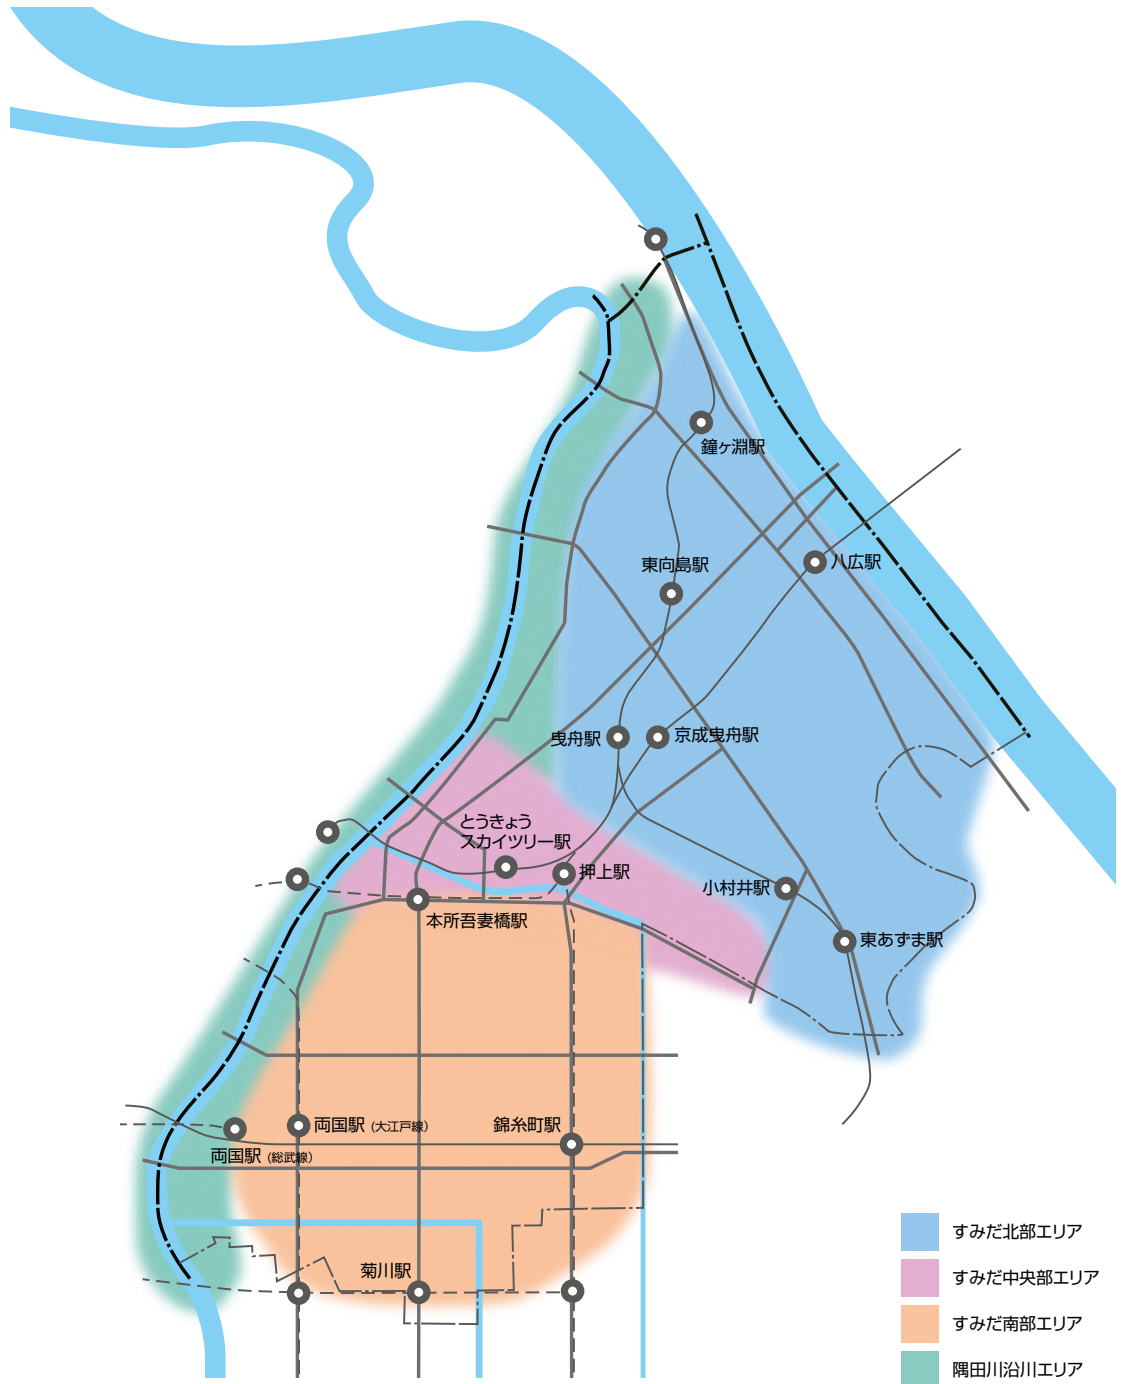 鐘ヶ淵駅
八広駅
東向島駅
曳舟駅
京成曳舟駅
とうきょう
スカイツリー駅
押上駅
小村井駅
本所吾妻橋駅
東あずま駅
両国駅（大江戸線）
錦糸町駅
両国駅（総武線）
菊川駅
すみだ北部エリア
すみだ中央部エリア
すみだ南部エリア
隅田川沿川エリア